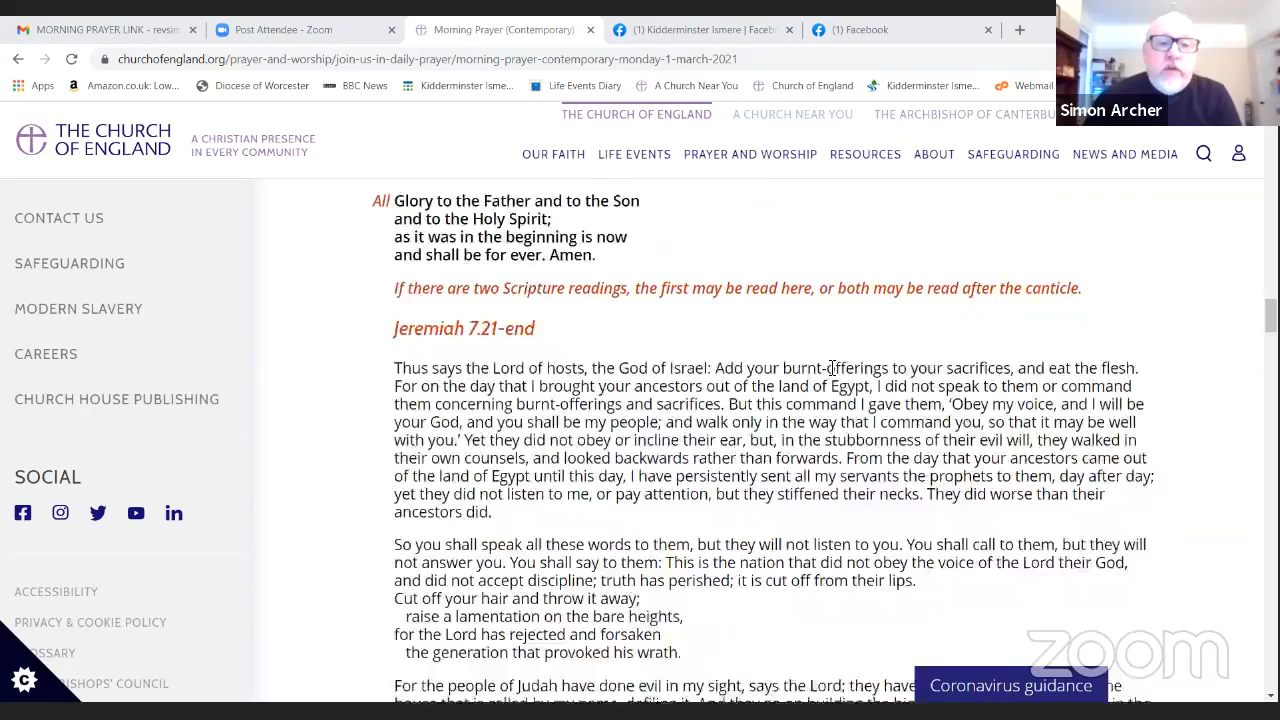 MORNING PRAYER LINK - revsim
Post Attendee - Zoom
Morning Prayer (Contemporary)
(1) Kidderminster Ismere | Faceb
(1) Facebook
churchofengland.org/prayer-and-worship/join-us-daily-prayer/morning-prayer-contemporary-monday-1-march-2021
Apps
Amazon.co.uk: Low...
Diocese of Worcester
BBC News
Kidderminster Isme...
Life Events Diary
A Church Near You
Church of England
Kidderminster Isme...
Webmail
Simon Archer
THE CHURCH OF ENGLAND
A CHURCH NEAR YOU
THE ARCHBISHOP OF CANTERBU
THE CHURCH
OF ENGLAND
A CHRISTIAN PRESENCE
IN EVERY COMMUNITY
OUR FAITH LIFE EVENTS PRAYER AND WORSHIP RESOURCES ABOUT SAFEGUARDING NEWS AND MEDIA
CONTACT US
SAFEGUARDING
MODERN SLAVERY
CAREERS
CHURCH HOUSE PUBLISHING
SOCIAL
ACCESSIBILITY
PRIVACY & COOKIE POLICY
OSSARY
BISHOPS' COUNCIL
All Glory to the Father and to the Son
and to the Holy Spirit;
as it was in the beginning is now
and shall be for ever. Amen.
If there are two Scripture readings, the first may be read here, or both may be read after the canticle.
Jeremiah 7.21-end
Thus says the Lord of hosts, the God of Israel: Add your burnt-offerings to your sacrifices, and eat the flesh.
For on the day that I brought your ancestors out of the land of Egypt, I did not speak to them or command
them concerning burnt-offerings and sacrifices. But this command I gave them, ‘Obey my voice, and I will be
your God, and you shall be my people; and walk only in the way that I command you, so that it may be well
with you.’ Yet they did not obey or incline their ear, but, in the stubbornness of their evil will, they walked in
their own counsels, and looked backwards rather than forwards. From the day that your ancestors came out
of the land of Egypt until this day, I have persistently sent all my servants the prophets to them, day after day;
yet they did not listen to me, or pay attention, but they stiffened their necks. They did worse than their
ancestors did.
So you shall speak all these words to them, but they will not listen to you. You shall call to them, but they will
not answer you. You shall say to them: This is the nation that did not obey the voice of the Lord their God,
and did not accept discipline; truth has perished; it is cut off from their lips.
Cut off your hair and throw it away;
raise a lamentation on the bare heights,
for the Lord has rejected and forsaken
the generation that provoked his wrath.
For the people of Judah have done evil in my sight, says the Lord; they have
zoom
Coronavirus guidance